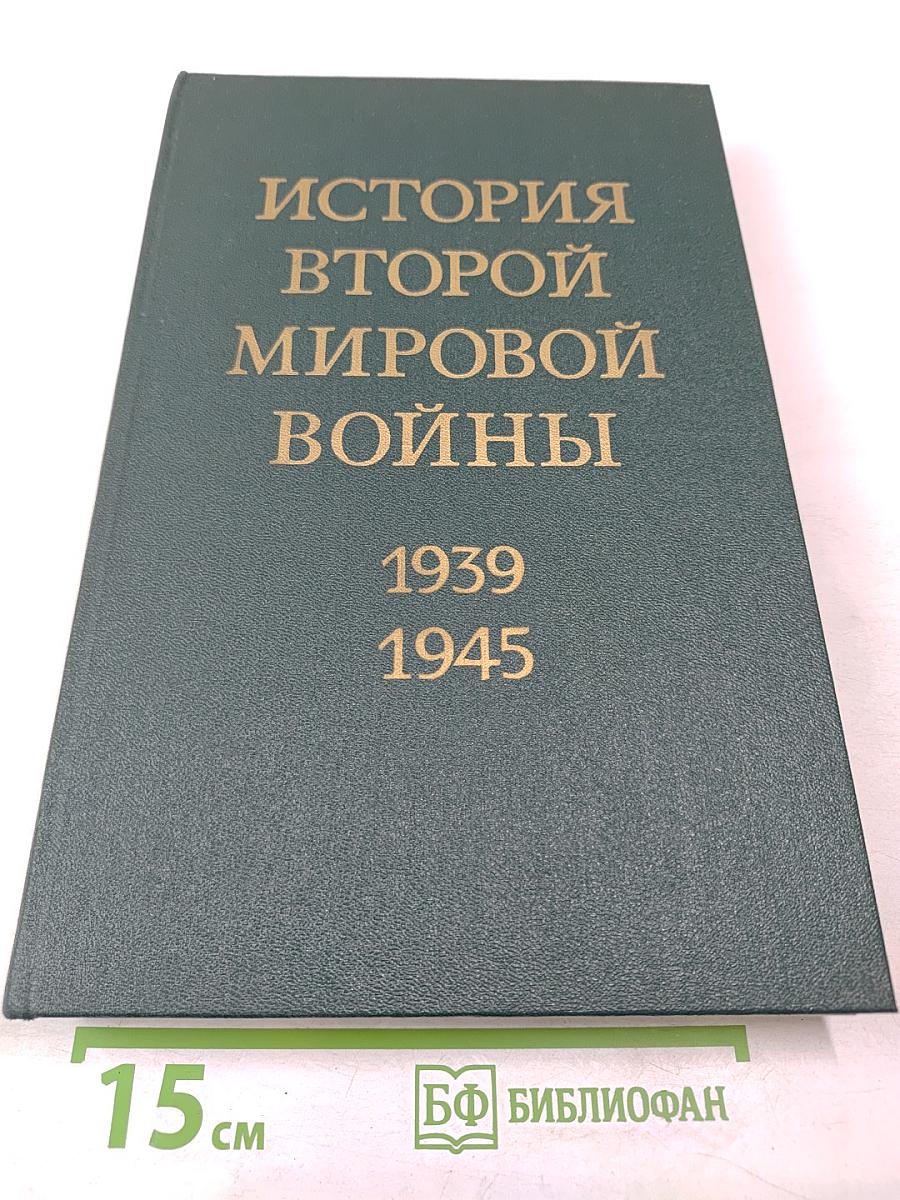 ИСТОРИЯ
ВТОРОЙ
МИРОВОЙ
ВОЙНЫ
1939
1945
15 см
БФ БИБЛИОФАН